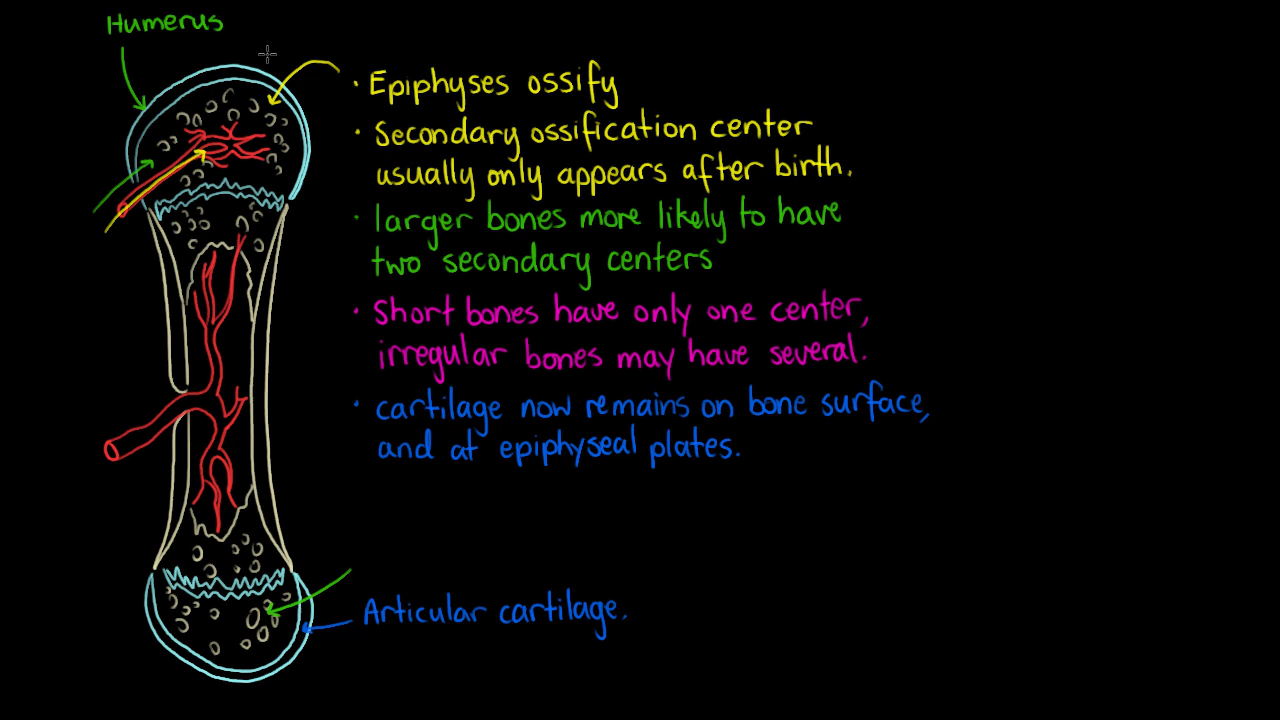 Humerus
· Epiphyses ossify
· Secondary ossification center
usually only appears after birth.
· larger bones more likely to have
two secondary centers
· Short bones have only one center,
irregular bones may have several.
· cartilage now remains on bone surface,
and at epiphyseal plates.
Articular cartilage.